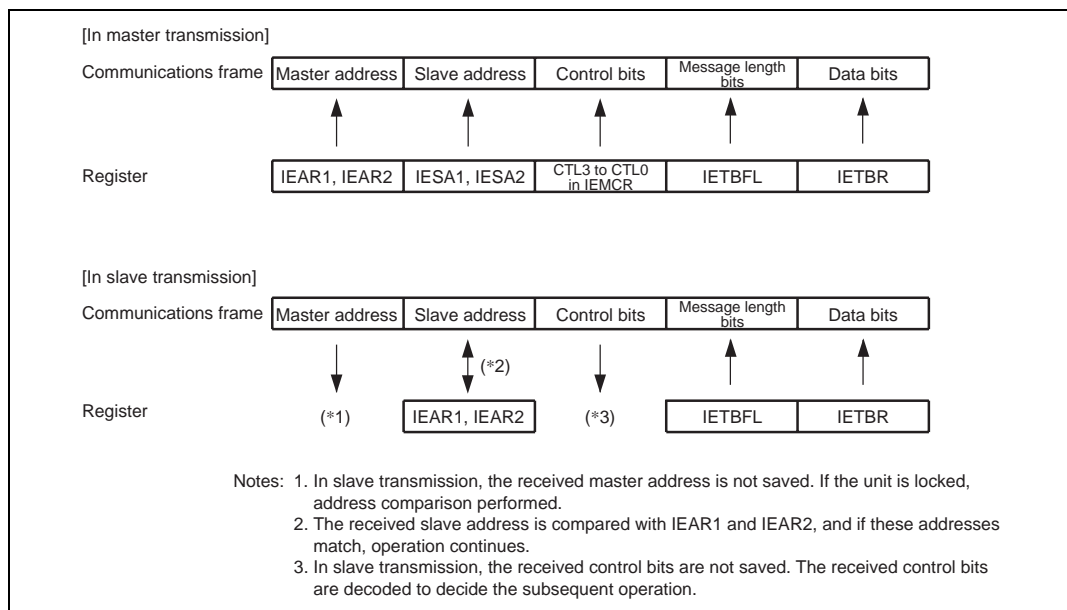 [In master transmission]
Communications frame Master address Slave address Control bits Message length bits Data bits
Register IEAR1, IEAR2 IESA1, IESA2 CTL3 to CTL0 in IEMCR IETBFL IETBR
[In slave transmission]
Communications frame Master address Slave address Control bits Message length bits Data bits
(*2)
Register (*1) IEAR1, IEAR2 (*3) IETBFL IETBR
Notes: 1. In slave transmission, the received master address is not saved. If the unit is locked,
address comparison performed.
2. The received slave address is compared with IEAR1 and IEAR2, and if these addresses
match, operation continues.
3. In slave transmission, the received control bits are not saved. The received control bits
are decoded to decide the subsequent operation.